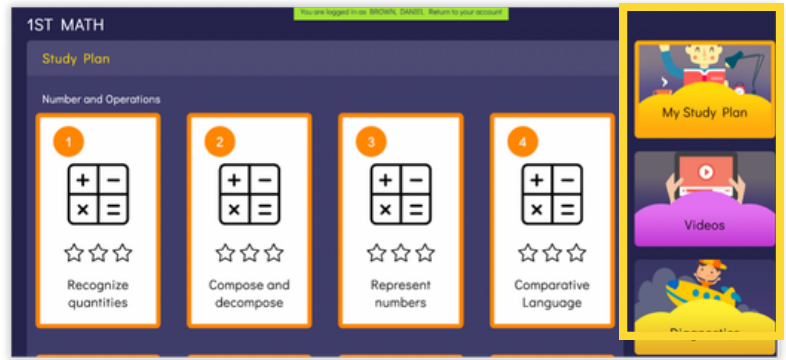 You are logged in as BROWN, DANIEL Return to your account
1ST MATH
Study Plan
Number and Operations
1
2
3
4
Recognize
quantities
Compose and
decompose
Represent
numbers
Comparative
Language
My Study Plan
Videos